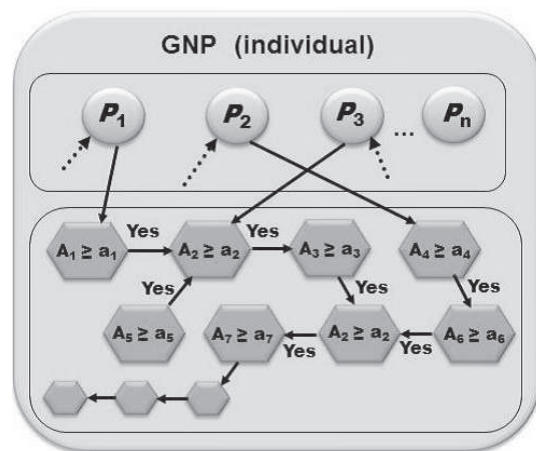 GNP (individual)
P1 P2 P3 ... Pn
A1 ≥ a1 Yes A2 ≥ a2 Yes A3 ≥ a3 A4 ≥ a4
Yes Yes Yes
A5 ≥ a5 A7 ≥ a7 Yes A2 ≥ a2 Yes A6 ≥ a6